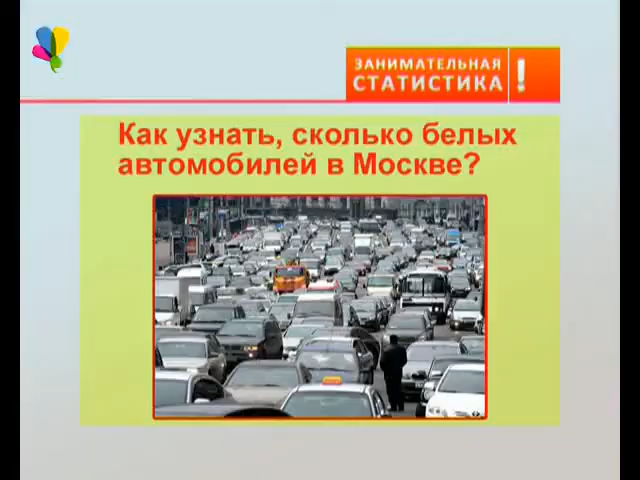 ЗАНИМАТЕЛЬНАЯ
СТАТИСТИКА !
Как узнать, сколько белых
автомобилей в Москве?